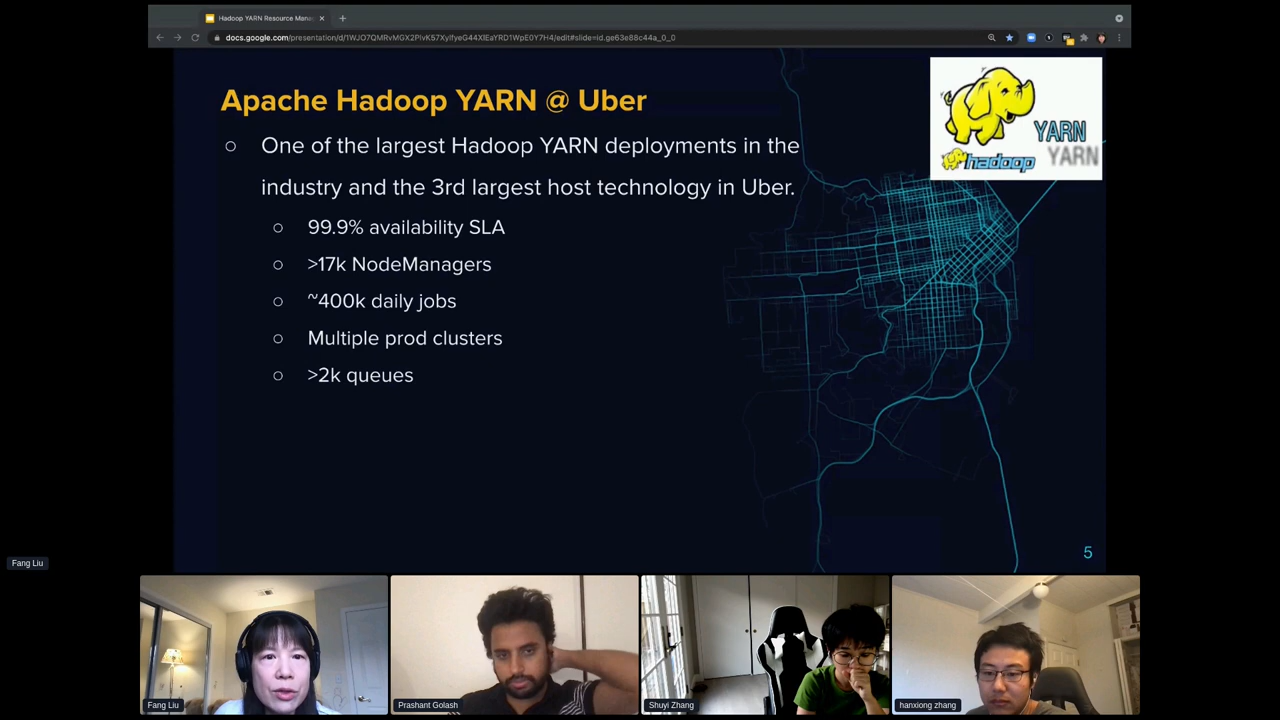 Hadoop YARN Resource Mana
docs.google.com/presentation/d/1WJO7QMRvMGX2PivK57XylfyeG44XIEaYRD1WpE0Y7H4/edit#slide=id.ge63e88c44a_0_0
Apache Hadoop YARN @ Uber
One of the largest Hadoop YARN deployments in the
industry and the 3rd largest host technology in Uber.
99.9% availability SLA
>17k NodeManagers
~400k daily jobs
Multiple prod clusters
>2k queues
YARN
YARN
hadoop
5
Fang Liu
Fang Liu
Prashant Golash
Shuyi Zhang
hanxiong zhang